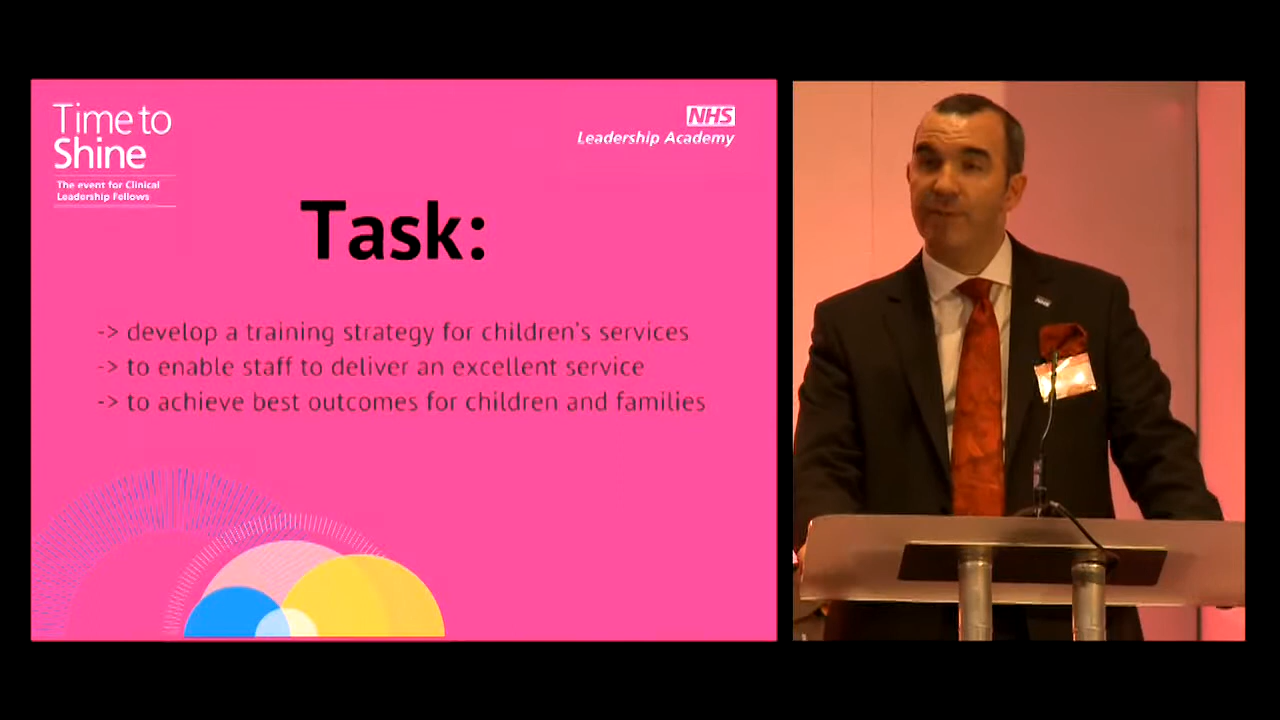 Time to
Shine
The event for Clinical
Leadership Fellows
NHS
Leadership Academy
Task:
-> develop a training strategy for children's services
-> to enable staff to deliver an excellent service
-> to achieve best outcomes for children and families